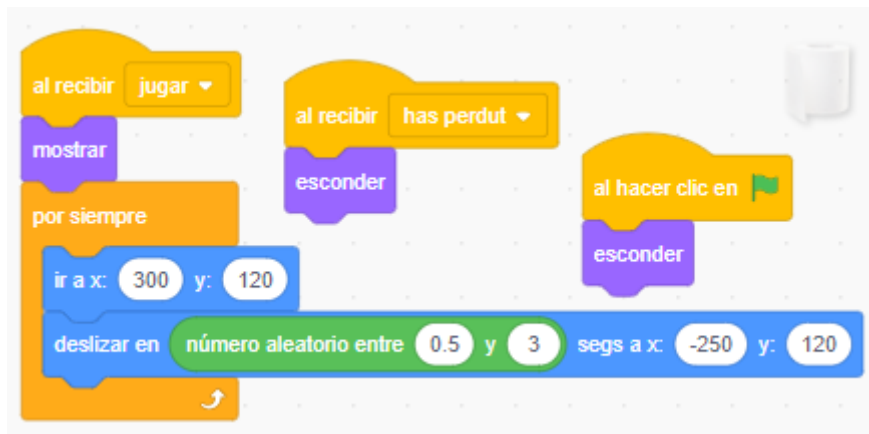 al recibir jugar
mostrar
por siempre
ir a x: 300 y: 120
deslizar en número aleatorio entre 0.5 y 3 segs a x: -250 y: 120
al recibir has perdut
esconder
al hacer clic en
esconder